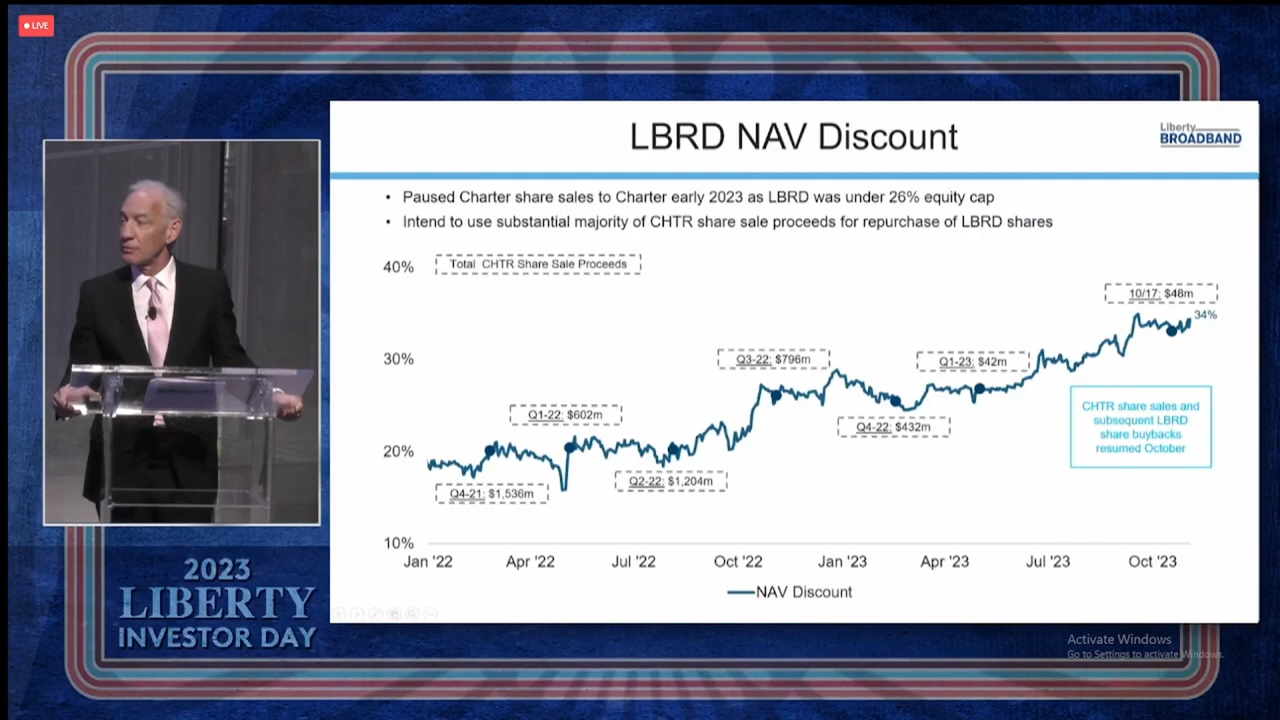 LIVE
LBRD NAV Discount
Liberty
BROADBAND
• Paused Charter share sales to Charter early 2023 as LBRD was under 26% equity cap
• Intend to use substantial majority of CHTR share sale proceeds for repurchase of LBRD shares
40%
Total CHTR Share Sale Proceeds
10/17: $48m
34%
30%
Q3-22: $796m
Q1-23: $42m
CHTR share sales and
subsequent LBRD
share buybacks
resumed October
Q1-22: $602m
Q4-22: $432m
20%
Q2-22: $1,204m
Q4-21: $1,536m
10%
Jan '22 Apr '22 Jul '22 Oct '22 Jan '23 Apr '23 Jul '23 Oct '23
NAV Discount
2023
LIBERTY
INVESTOR DAY
Activate Windows
Go to Settings to activate Windows.